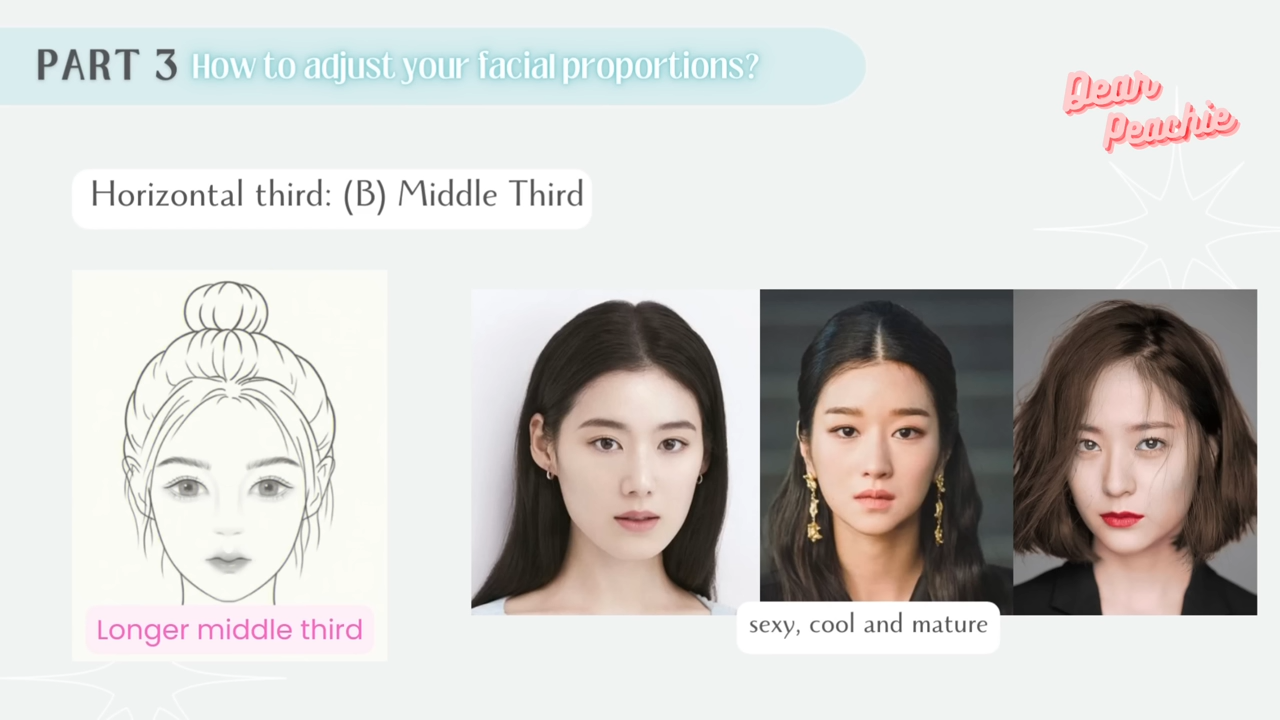 PART 3 How to adjust your facial proportions?
Dear
Peachie
Horizontal third: (B) Middle Third
Longer middle third
sexy, cool and mature